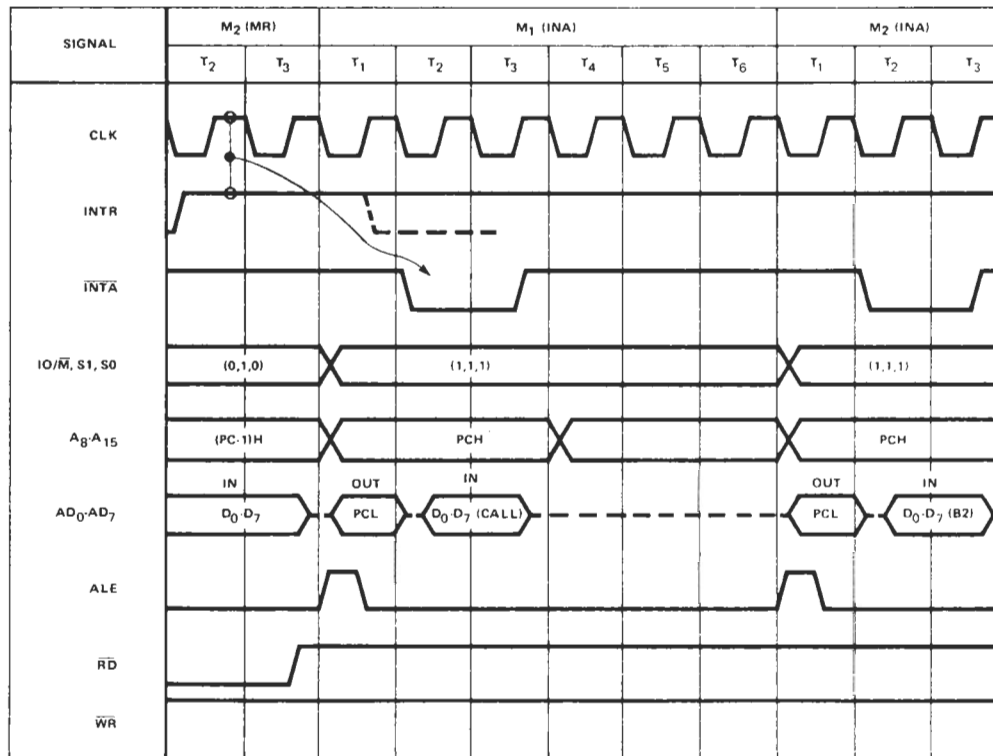 SIGNAL
M2 (MR) M1 (INA) M2 (INA)
T2 T3 T1 T2 T3 T4 T5 T6 T1 T2 T3
CLK
INTR
INTA
IO/M, S1, S0 (0,1,0) (1,1,1) (1,1,1)
A8-A15 (PC-1)H PCH PCH
IN OUT IN OUT IN
AD0-AD7 D0-D7 PCL D0-D7 (CALL) PCL D0-D7 (B2)
ALE
RD
WR